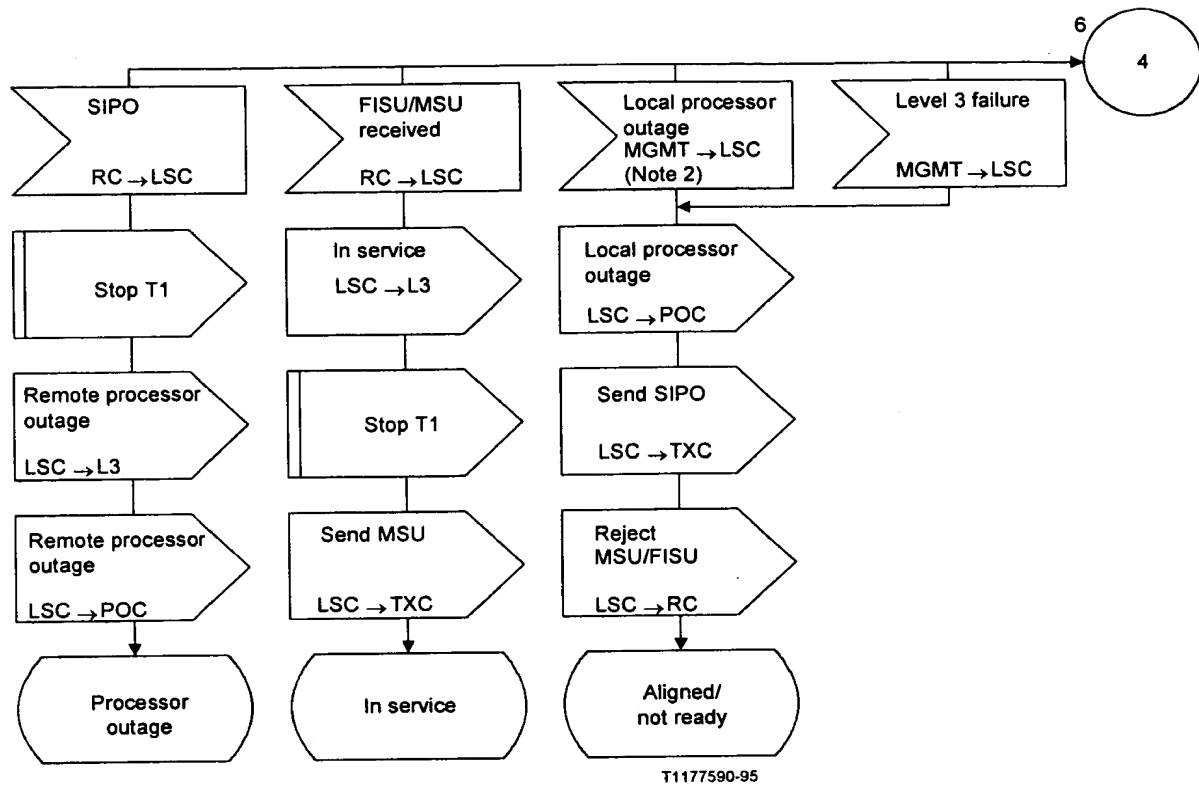 6
4
SIPO
RC → LSC
FISU/MSU
received
RC → LSC
Local processor
outage
MGMT → LSC
(Note 2)
Level 3 failure
MGMT → LSC
Stop T1
In service
LSC → L3
Local processor
outage
LSC → POC
Remote processor
outage
LSC → L3
Stop T1
Send SIPO
LSC → TXC
Remote processor
outage
LSC → POC
Send MSU
LSC → TXC
Reject
MSU/FISU
LSC → RC
Processor
outage
In service
Aligned/
not ready
T1177590-95